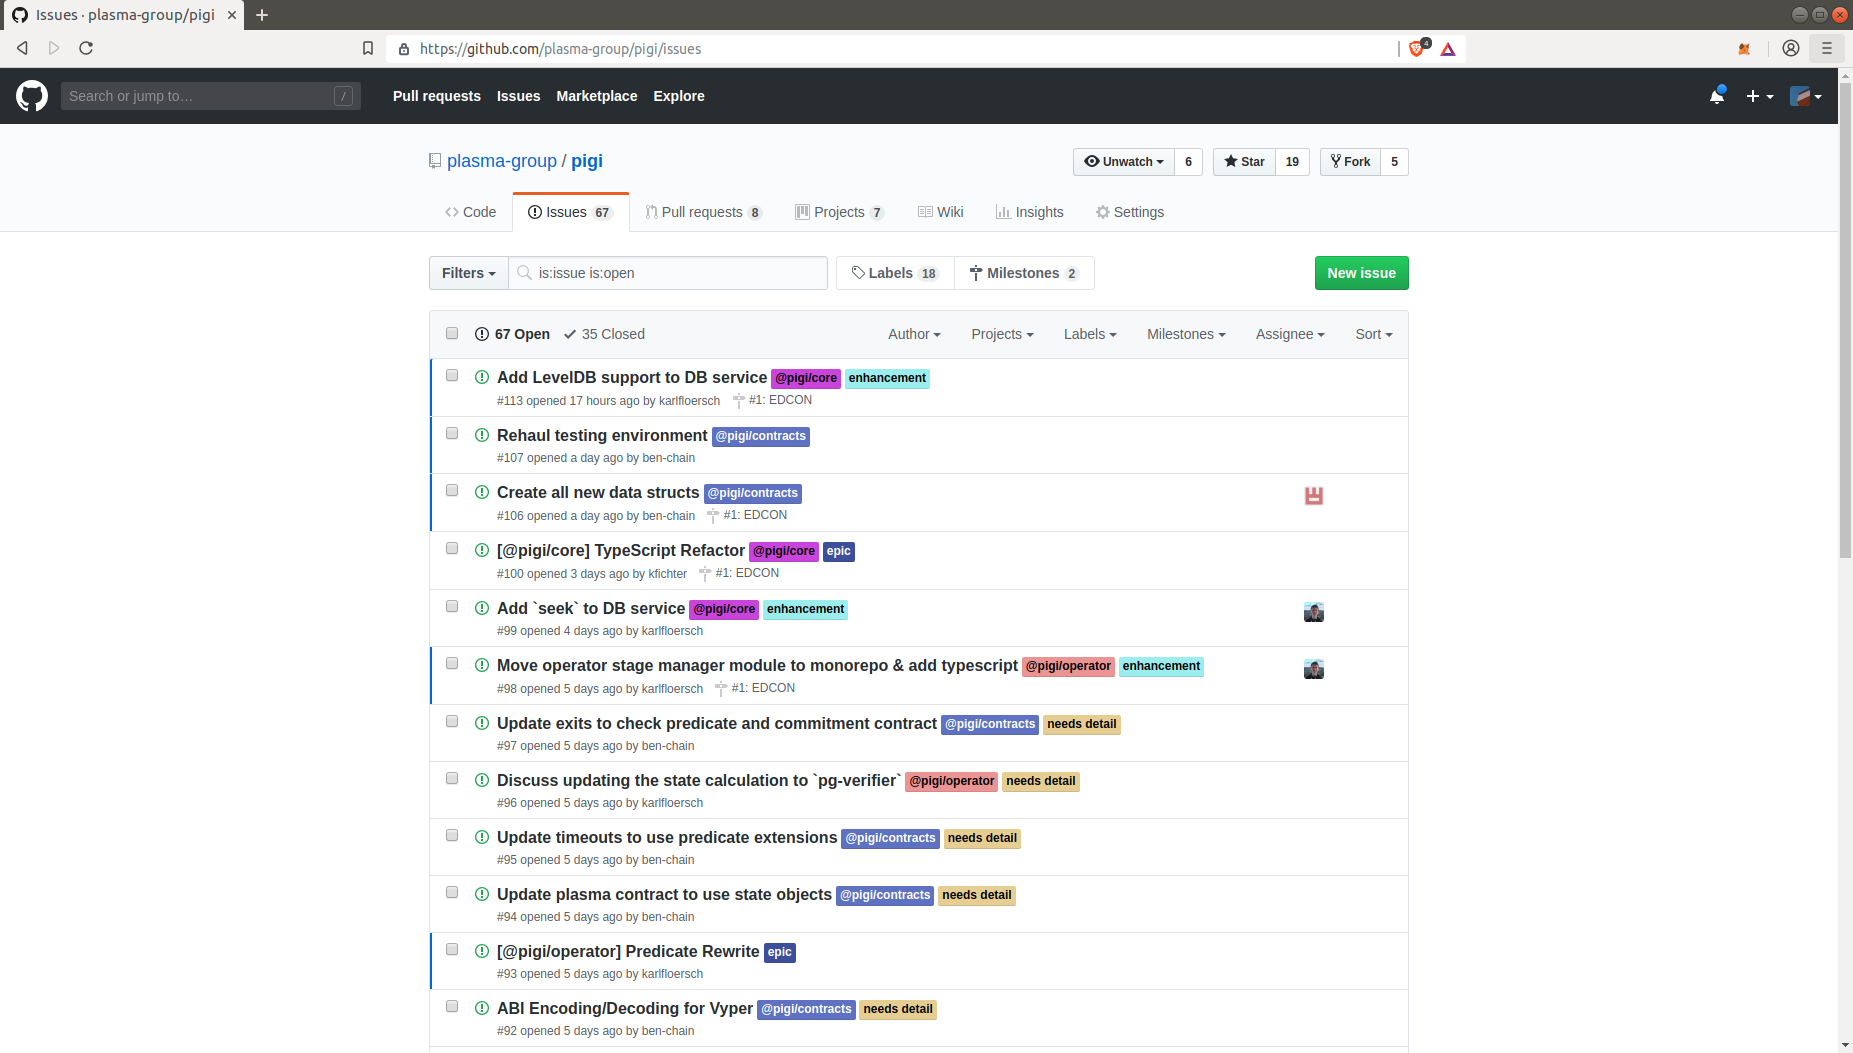 Issues · plasma-group/pigi
https://github.com/plasma-group/pigi/issues
4
Search or jump to…
/
Pull requests Issues Marketplace Explore
plasma-group / pigi
Unwatch 6 Star 19 Fork 5
Code Issues 67 Pull requests 8 Projects 7 Wiki Insights Settings
Filters is:issue is:open Labels 18 Milestones 2 New issue
67 Open 35 Closed Author Projects Labels Milestones Assignee Sort
Add LevelDB support to DB service @pigi/core enhancement
#113 opened 17 hours ago by karlfloersch #1: EDCON
Rehaul testing environment @pigi/contracts
#107 opened a day ago by ben-chain
Create all new data structs @pigi/contracts
#106 opened a day ago by ben-chain #1: EDCON
[@pigi/core] TypeScript Refactor @pigi/core epic
#100 opened 3 days ago by kfichter #1: EDCON
Add `seek` to DB service @pigi/core enhancement
#99 opened 4 days ago by karlfloersch
Move operator stage manager module to monorepo & add typescript @pigi/operator enhancement
#98 opened 5 days ago by karlfloersch #1: EDCON
Update exits to check predicate and commitment contract @pigi/contracts needs detail
#97 opened 5 days ago by ben-chain
Discuss updating the state calculation to `pg-verifier` @pigi/operator needs detail
#96 opened 5 days ago by karlfloersch
Update timeouts to use predicate extensions @pigi/contracts needs detail
#95 opened 5 days ago by ben-chain
Update plasma contract to use state objects @pigi/contracts needs detail
#94 opened 5 days ago by ben-chain
[@pigi/operator] Predicate Rewrite epic
#93 opened 5 days ago by karlfloersch
ABI Encoding/Decoding for Vyper @pigi/contracts needs detail
#92 opened 5 days ago by ben-chain